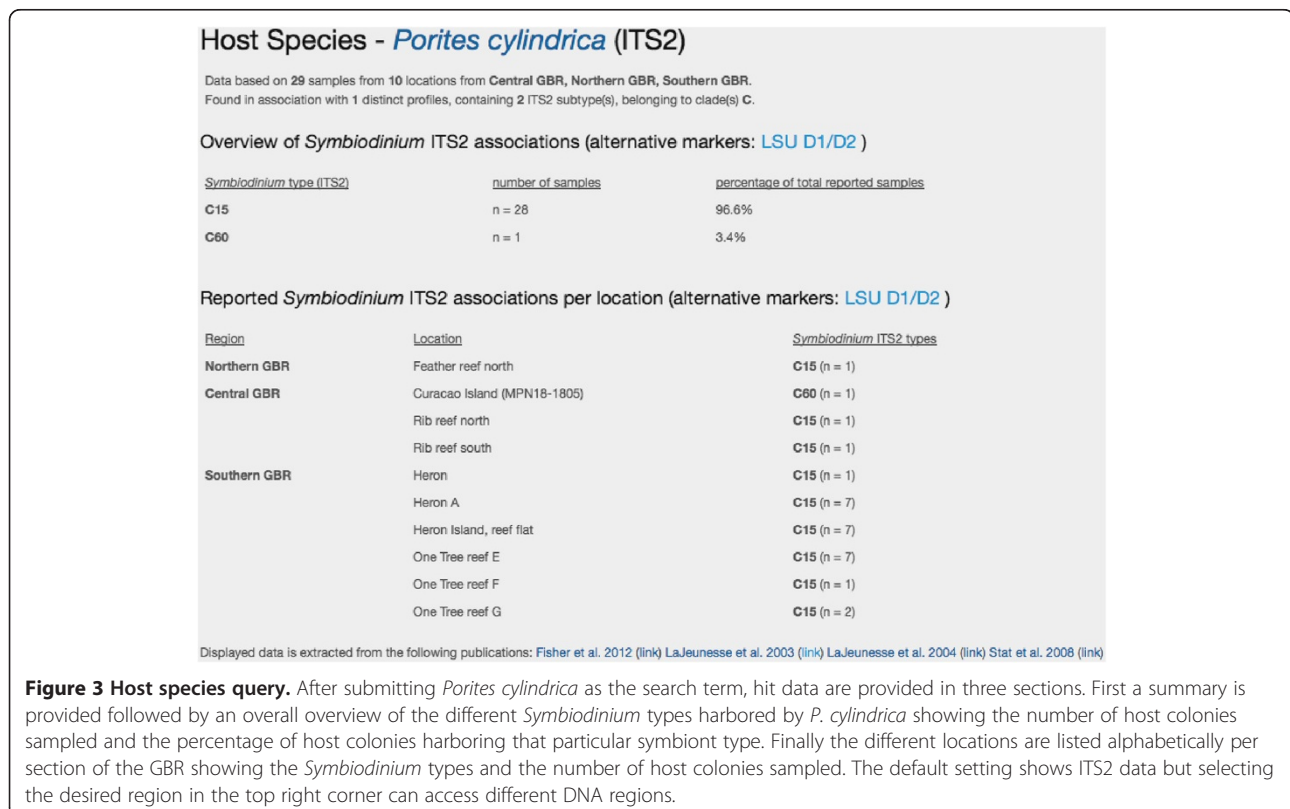 Host Species - Porites cylindrica (ITS2)
Data based on 29 samples from 10 locations from Central GBR, Northern GBR, Southern GBR.
Found in association with 1 distinct profiles, containing 2 ITS2 subtype(s), belonging to clade(s) C.
Overview of Symbiodinium ITS2 associations (alternative markers: LSU D1/D2 )
Symbiodinium type (ITS2) number of samples percentage of total reported samples
C15 n = 28 96.6%
C60 n = 1 3.4%
Reported Symbiodinium ITS2 associations per location (alternative markers: LSU D1/D2 )
Region Location Symbiodinium ITS2 types
Northern GBR Feather reef north C15 (n = 1)
Central GBR Curacao Island (MPN18-1805) C60 (n = 1)
Rib reef north C15 (n = 1)
Rib reef south C15 (n = 1)
Southern GBR Heron C15 (n = 1)
Heron A C15 (n = 7)
Heron Island, reef flat C15 (n = 7)
One Tree reef E C15 (n = 7)
One Tree reef F C15 (n = 1)
One Tree reef G C15 (n = 2)
Displayed data is extracted from the following publications: Fisher et al. 2012 (link) LaJeunesse et al. 2003 (link) LaJeunesse et al. 2004 (link) Stat et al. 2008 (link)
Figure 3 Host species query. After submitting Porites cylindrica as the search term, hit data are provided in three sections. First a summary is
provided followed by an overall overview of the different Symbiodinium types harbored by P. cylindrica showing the number of host colonies
sampled and the percentage of host colonies harboring that particular symbiont type. Finally the different locations are listed alphabetically per
section of the GBR showing the Symbiodinium types and the number of host colonies sampled. The default setting shows ITS2 data but selecting
the desired region in the top right corner can access different DNA regions.